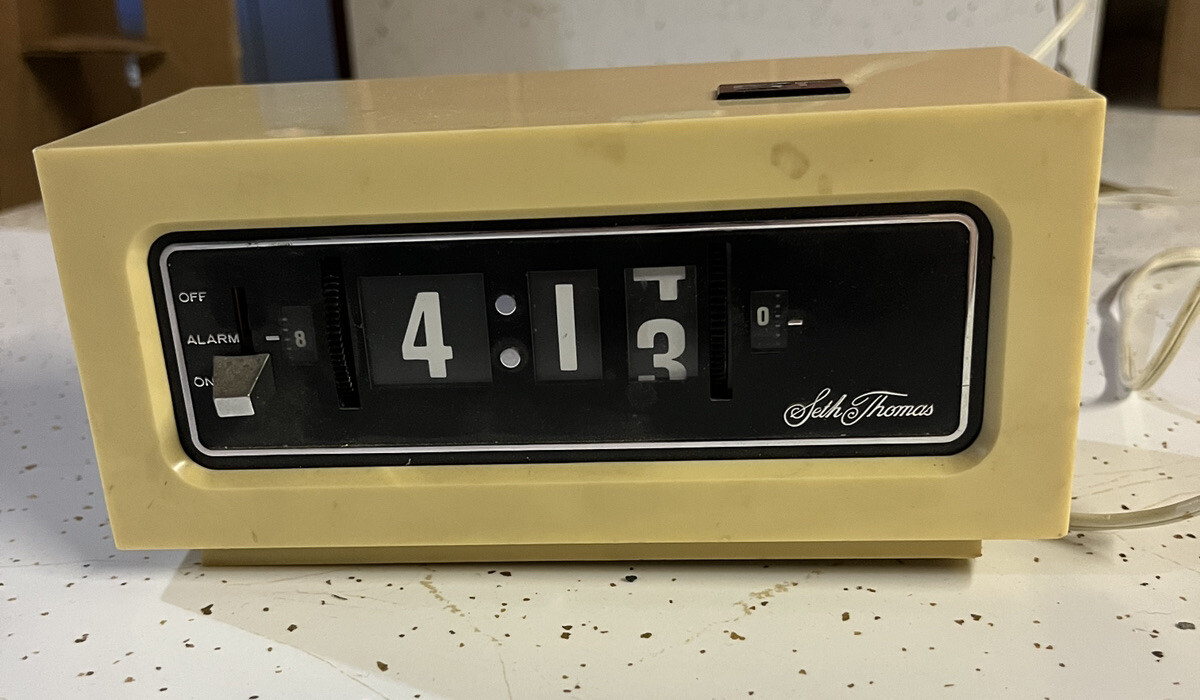 OFF
ALARM
ON
8
4:13
0
Seth Thomas